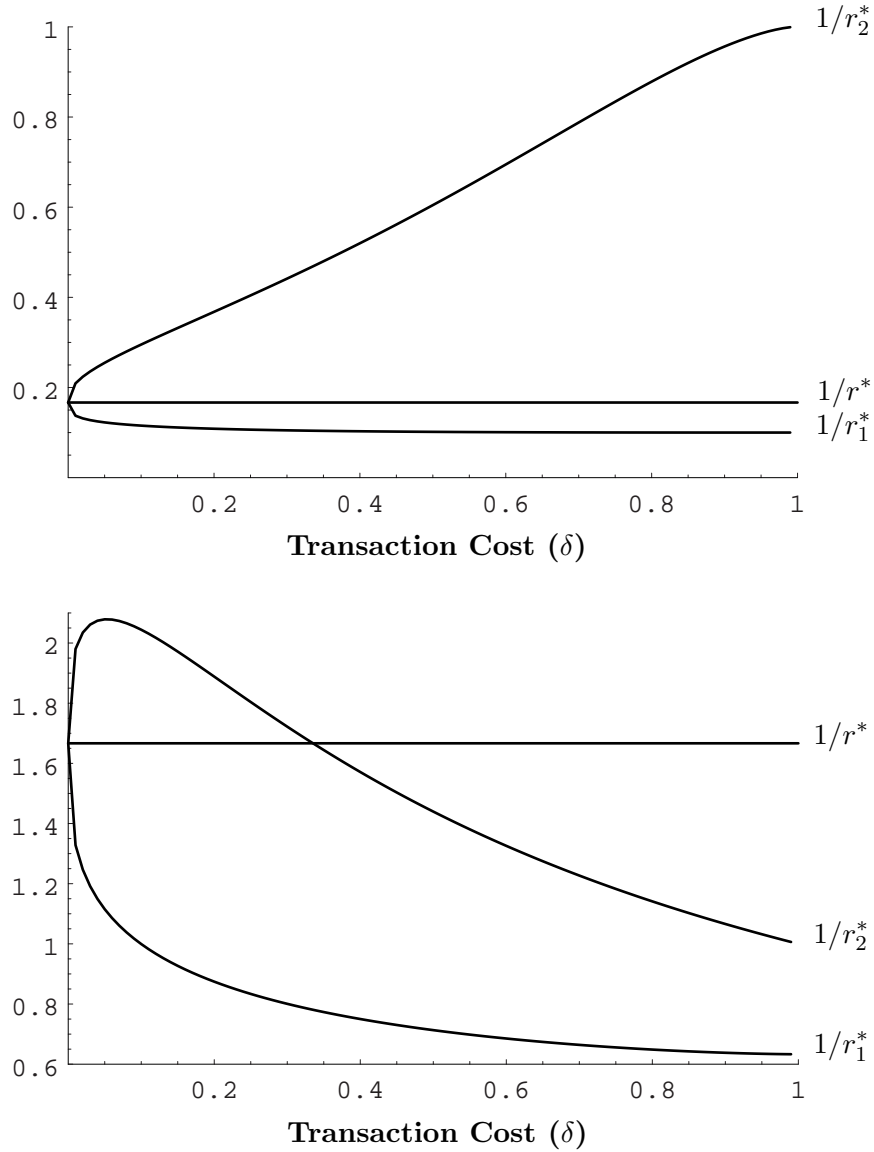 1
1/r₂*
0.8
0.6
0.4
0.2
1/r*
1/r₁*
0.2 0.4 0.6 0.8 1
Transaction Cost (δ)
2
1.8
1/r*
1.6
1.4
1.2
1
1/r₂*
0.8
1/r₁*
0.6
0.2 0.4 0.6 0.8 1
Transaction Cost (δ)